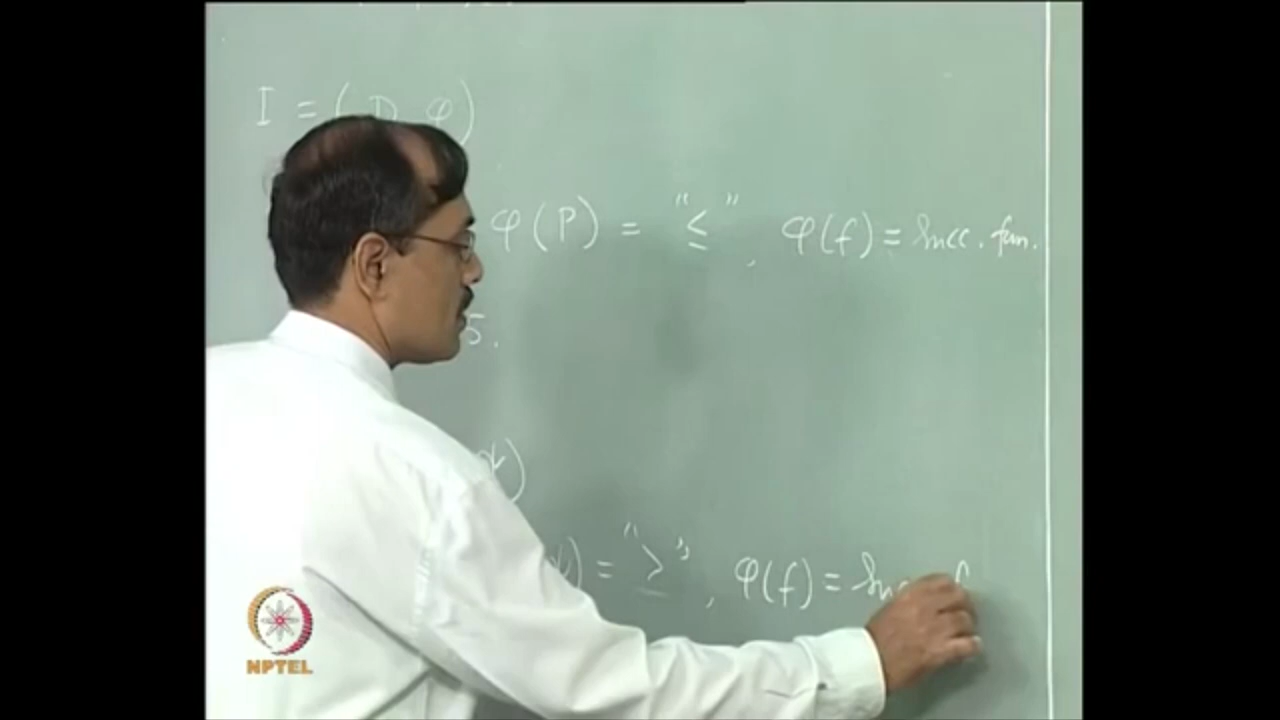 I = ( D φ )
φ(P) = "≤" , φ(f) = Succ. fun.
5.
) = "≥" , φ(f) = Suc f
NPTEL